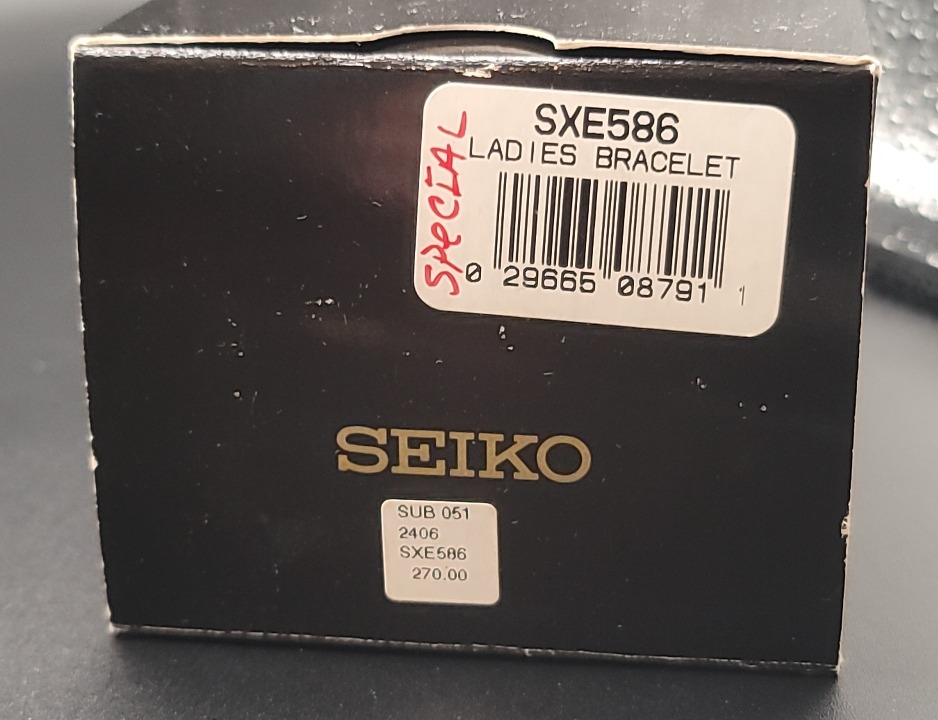 SXE586
LADIES BRACELET
SPeCIAL
0 29665 08791 1
SEIKO
SUB 051
2406
SXE586
270.00